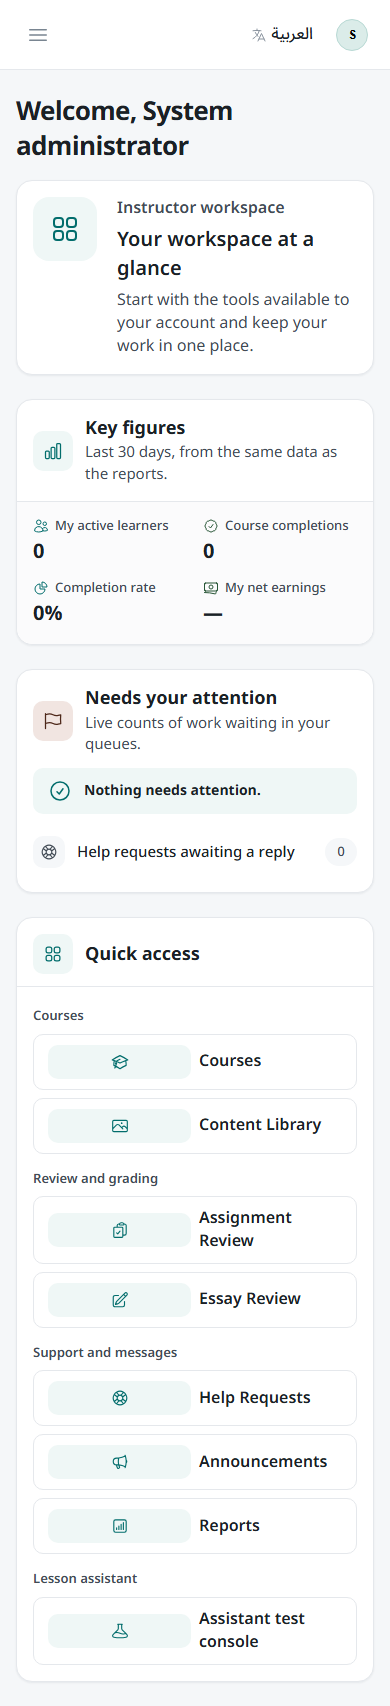 العربية
S
Welcome, System
administrator
Instructor workspace
Your workspace at a
glance
Start with the tools available to
your account and keep your
work in one place.
Key figures
Last 30 days, from the same data as
the reports.
My active learners
0
Course completions
0
Completion rate
0%
My net earnings
—
Needs your attention
Live counts of work waiting in your
queues.
Nothing needs attention.
Help requests awaiting a reply
0
Quick access
Courses
Courses
Content Library
Review and grading
Assignment
Review
Essay Review
Support and messages
Help Requests
Announcements
Reports
Lesson assistant
Assistant test
console